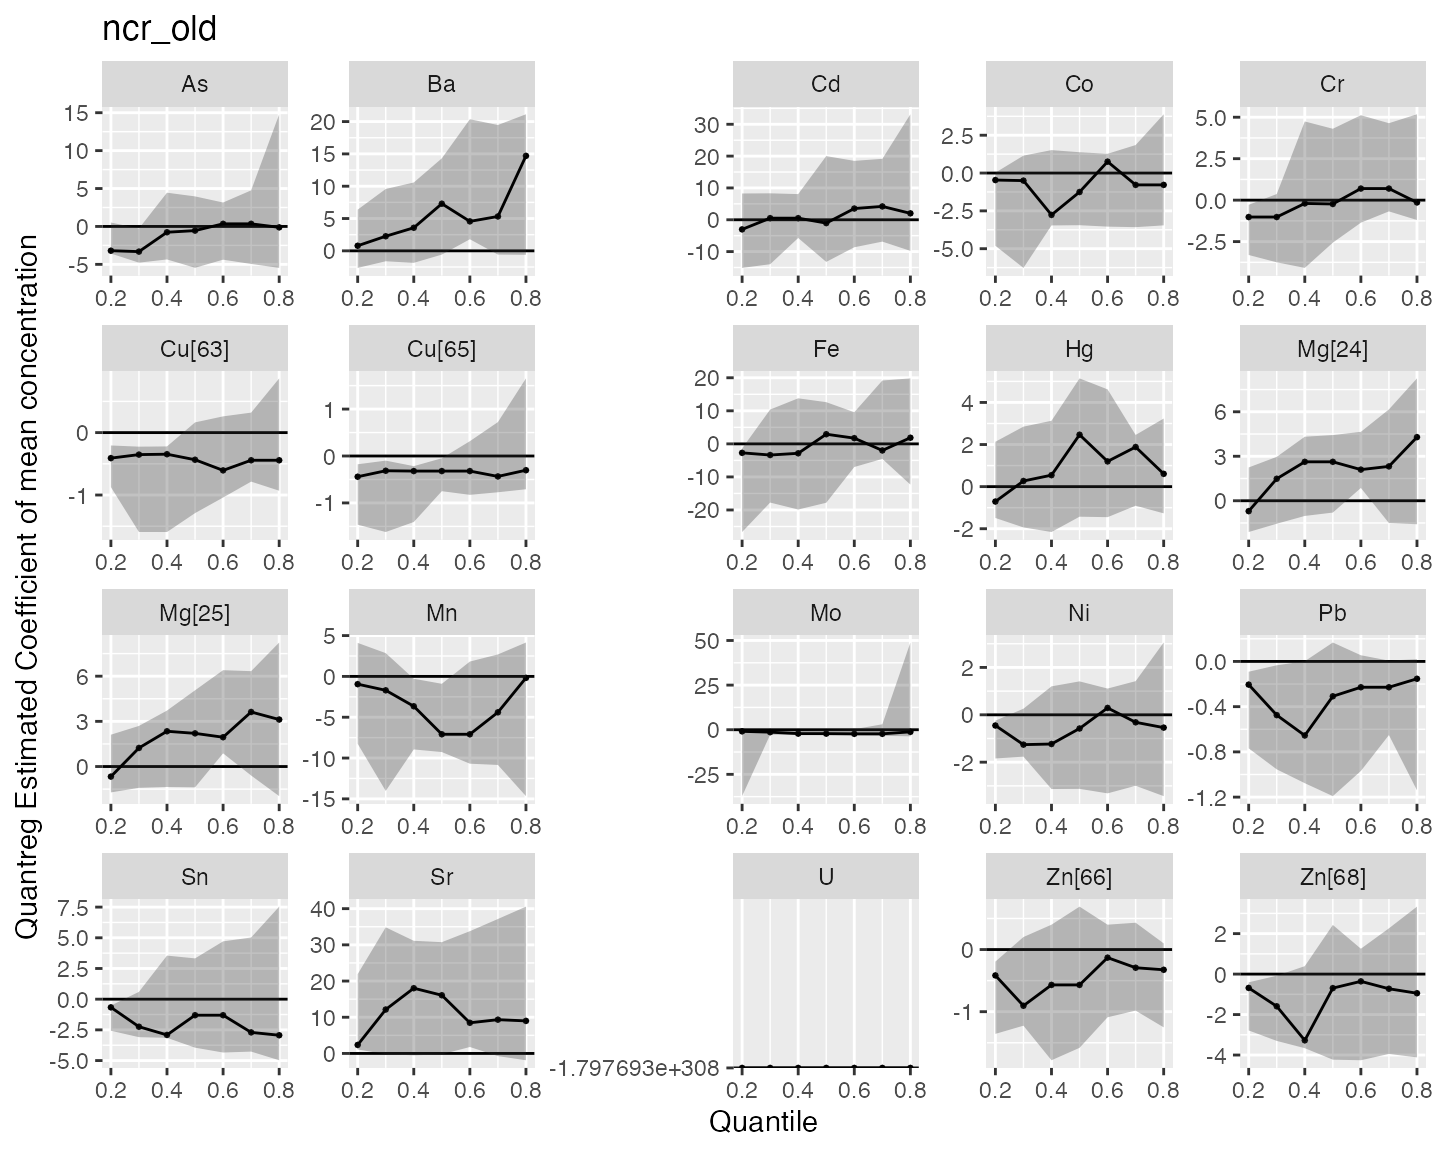 ncr_old
As Ba Cd Co Cr
15 10 5 0 -5
20 15 10 5 0
30 20 10 0 -10
2.5 0.0 -2.5 -5.0
5.0 2.5 0.0 -2.5
0.2 0.4 0.6 0.8 0.2 0.4 0.6 0.8 0.2 0.4 0.6 0.8 0.2 0.4 0.6 0.8 0.2 0.4 0.6 0.8
Cu[63] Cu[65] Fe Hg Mg[24]
0 -1
1 0 -1
20 10 0 -10 -20
4 2 0 -2
6 3 0
0.2 0.4 0.6 0.8 0.2 0.4 0.6 0.8 0.2 0.4 0.6 0.8 0.2 0.4 0.6 0.8 0.2 0.4 0.6 0.8
Mg[25] Mn Mo Ni Pb
6 3 0
5 0 -5 -10 -15
50 25 0 -25
2 0 -2
0.0 -0.4 -0.8 -1.2
0.2 0.4 0.6 0.8 0.2 0.4 0.6 0.8 0.2 0.4 0.6 0.8 0.2 0.4 0.6 0.8 0.2 0.4 0.6 0.8
Sn Sr U Zn[66] Zn[68]
7.5 5.0 2.5 0.0 -2.5 -5.0
40 30 20 10 0
-1.797693e+308
0 -1
2 0 -2 -4
0.2 0.4 0.6 0.8 0.2 0.4 0.6 0.8 0.2 0.4 0.6 0.8 0.2 0.4 0.6 0.8 0.2 0.4 0.6 0.8
Quantile
Quantreg Estimated Coefficient of mean concentration